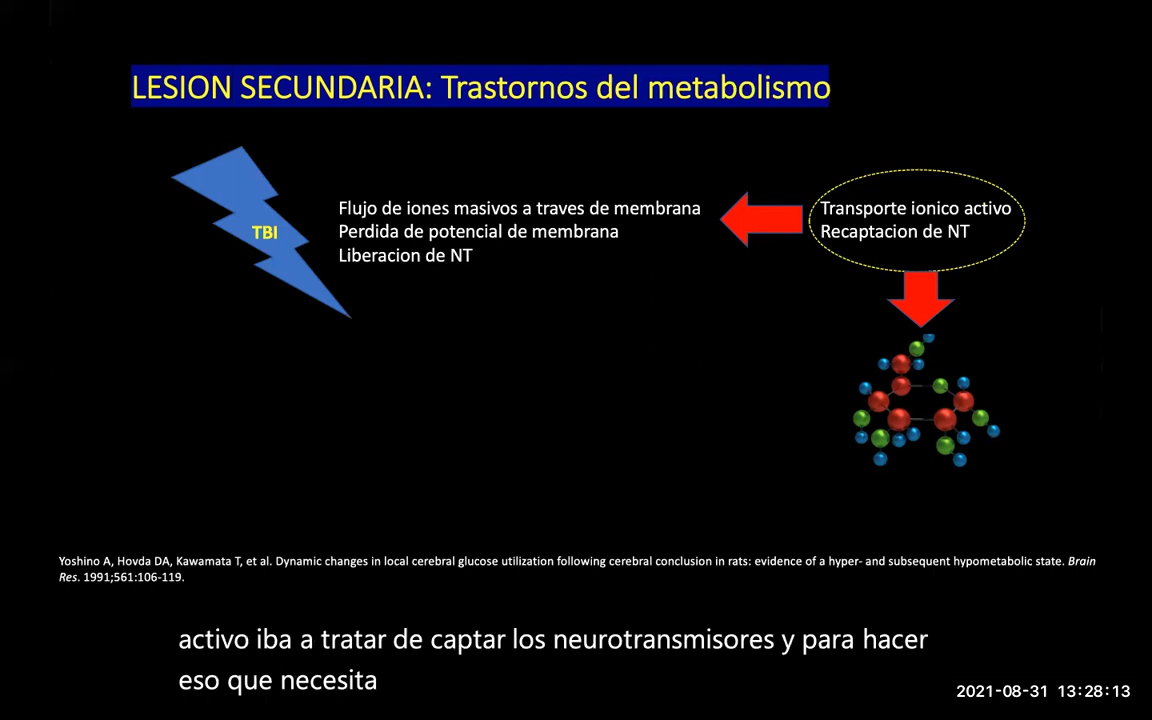 LESION SECUNDARIA: Trastornos del metabolismo
TBI
Flujo de iones masivos a traves de membrana
Perdida de potencial de membrana
Liberacion de NT
Transporte ionico activo
Recaptacion de NT
Yoshino A, Hovda DA, Kawamata T, et al. Dynamic changes in local cerebral glucose utilization following cerebral conclusion in rats: evidence of a hyper- and subsequent hypometabolic state. Brain
Res. 1991;561:106-119.
activo iba a tratar de captar los neurotransmisores y para hacer
eso que necesita
2021-08-31 13:28:13